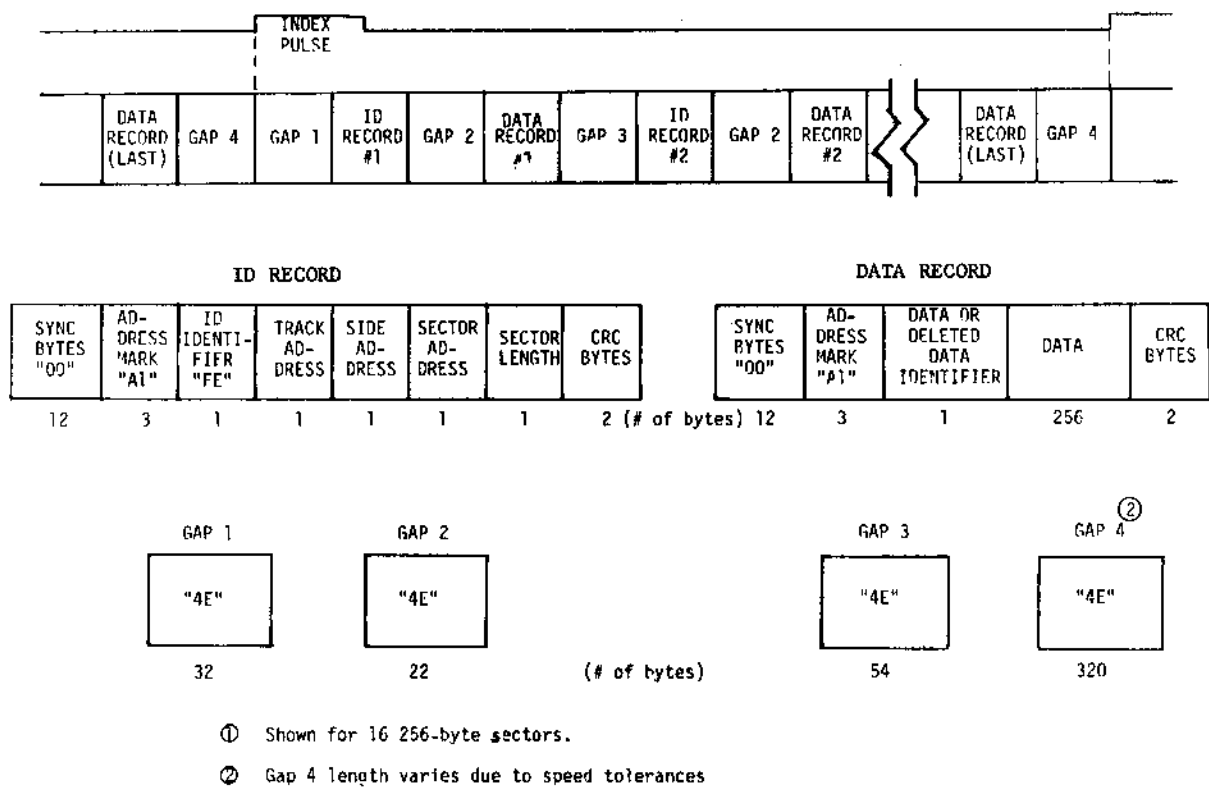 INDEX
PULSE
DATA
RECORD
(LAST)
GAP 4
GAP 1
ID
RECORD
#1
GAP 2
DATA
RECORD
#1
GAP 3
ID
RECORD
#2
GAP 2
DATA
RECORD
#2
DATA
RECORD
(LAST)
GAP 4
ID RECORD
DATA RECORD
SYNC
BYTES
"00"
AD-
DRESS
MARK
"A1"
ID
IDENTI-
FIER
"FE"
TRACK
AD-
DRESS
SIDE
AD-
DRESS
SECTOR
AD-
DRESS
SECTOR
LENGTH
CRC
BYTES
SYNC
BYTES
"00"
AD-
DRESS
MARK
"A1"
DATA OR
DELETED
DATA
IDENTIFIER
DATA
CRC
BYTES
12 3 1 1 1 1 1 2 (# of bytes) 12 3 1 256 2
GAP 1
GAP 2
GAP 3
GAP 4 ②
"4E"
"4E"
"4E"
"4E"
32 22 (# of bytes) 54 320
① Shown for 16 256-byte sectors.
② Gap 4 length varies due to speed tolerances